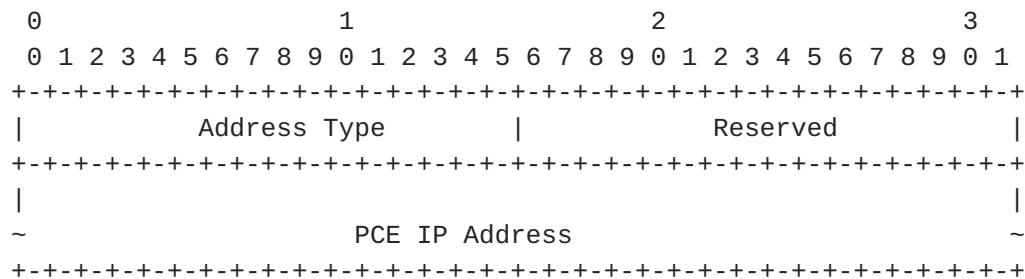 0                   1                   2                   3
 0 1 2 3 4 5 6 7 8 9 0 1 2 3 4 5 6 7 8 9 0 1 2 3 4 5 6 7 8 9 0 1
+-+-+-+-+-+-+-+-+-+-+-+-+-+-+-+-+-+-+-+-+-+-+-+-+-+-+-+-+-+-+-+-+
|           Address Type        |            Reserved           |
+-+-+-+-+-+-+-+-+-+-+-+-+-+-+-+-+-+-+-+-+-+-+-+-+-+-+-+-+-+-+-+-+
|                                                               |
~                     PCE IP Address                            ~
+-+-+-+-+-+-+-+-+-+-+-+-+-+-+-+-+-+-+-+-+-+-+-+-+-+-+-+-+-+-+-+-+